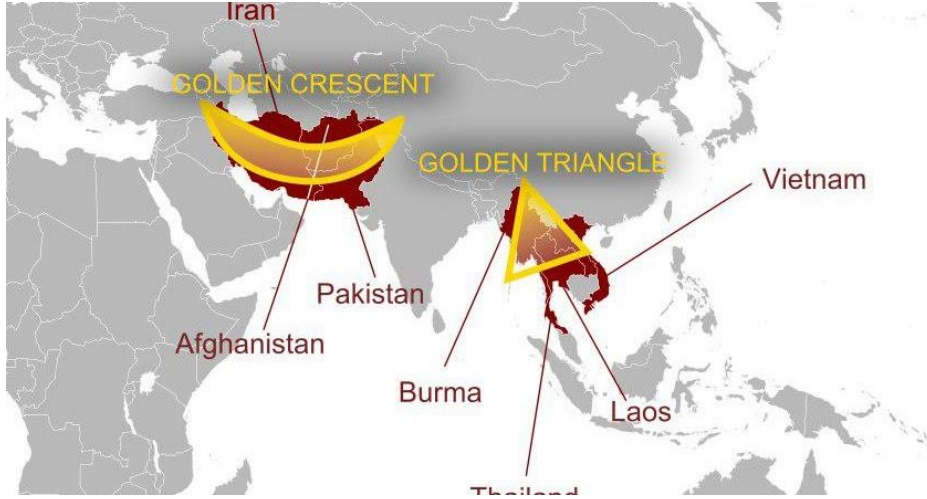 Iran
GOLDEN CRESCENT
GOLDEN TRIANGLE
Vietnam
Pakistan
Afghanistan
Burma
Laos
Thailand